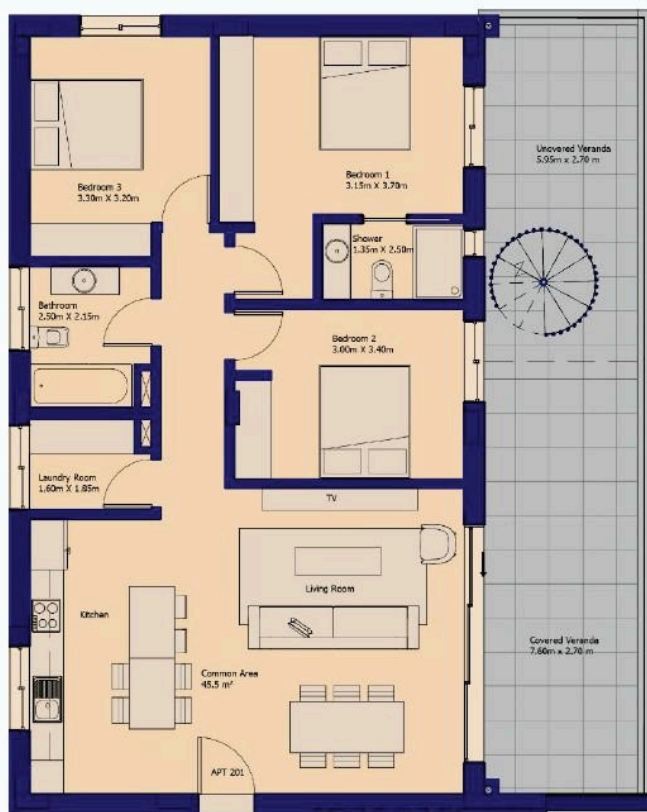 Bedroom 3
3.30m X 3.20m
Bedroom 1
3.15m X 3.70m
Unovered Veranda
5.95m x 2.70 m
Shower
1.35m X 2.50m
Bathroom
2.50m X 2.15m
Bedroom 2
3.00m X 3.40m
Laundry Room
1.60m X 1.85m
TV
Living Room
Kitchen
Common Area
45.5 m²
Covered Veranda
7.60m x 2.70 m
APT 201